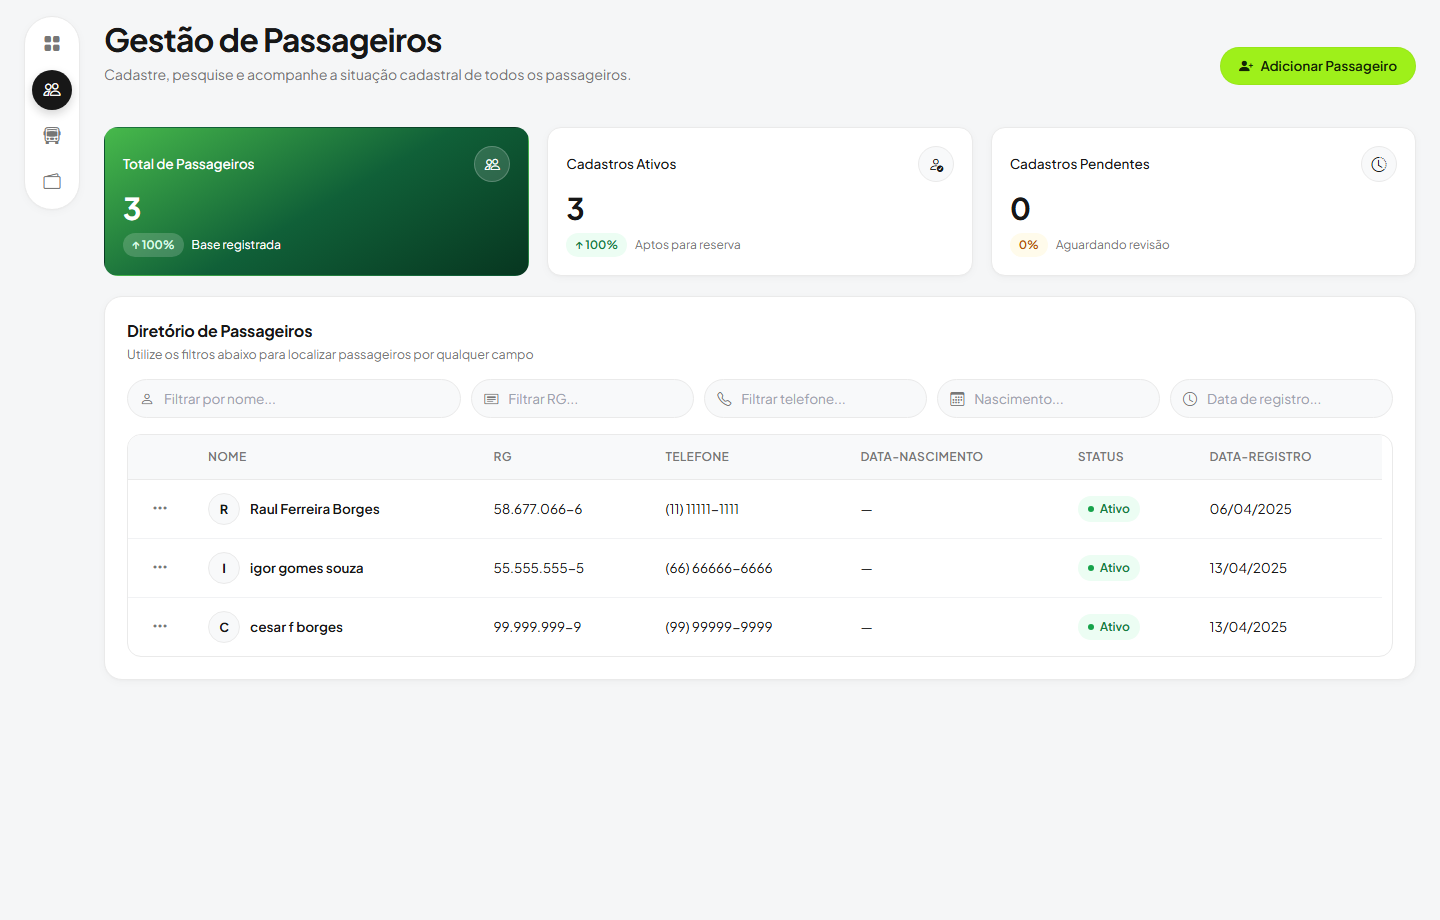 Gestão de Passageiros
Cadastre, pesquise e acompanhe a situação cadastral de todos os passageiros.
Adicionar Passageiro
Total de Passageiros
3
↑ 100% Base registrada
Cadastros Ativos
3
↑ 100% Aptos para reserva
Cadastros Pendentes
0
0% Aguardando revisão
Diretório de Passageiros
Utilize os filtros abaixo para localizar passageiros por qualquer campo
Filtrar por nome... Filtrar RG... Filtrar telefone... Nascimento... Data de registro...
NOME RG TELEFONE DATA-NASCIMENTO STATUS DATA-REGISTRO
••• R Raul Ferreira Borges 58.677.066-6 (11) 11111-1111 — Ativo 06/04/2025
••• I igor gomes souza 55.555.555-5 (66) 66666-6666 — Ativo 13/04/2025
••• C cesar f borges 99.999.999-9 (99) 99999-9999 — Ativo 13/04/2025